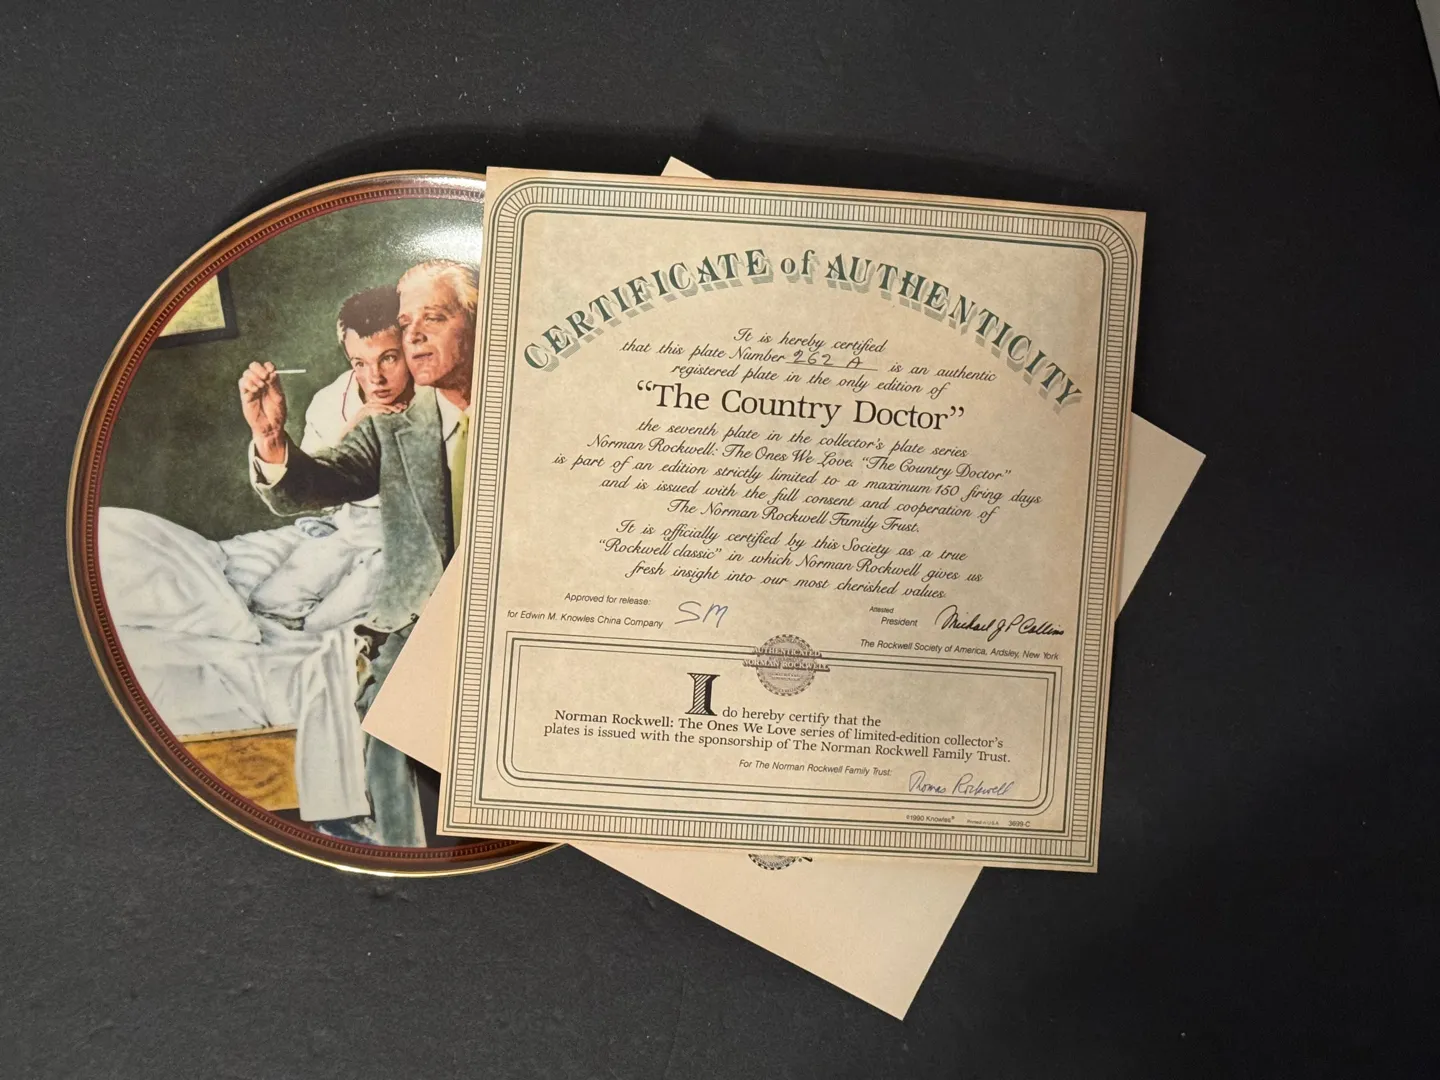 CERTIFICATE of AUTHENTICITY
It is hereby certified
that this plate Number 262 A is an authentic
registered plate in the only edition of
“The Country Doctor”
the seventh plate in the collector's plate series
Norman Rockwell: The Ones We Love. “The Country Doctor”
is part of an edition strictly limited to a maximum 150 firing days
and is issued with the full consent and cooperation of
The Norman Rockwell Family Trust.
It is officially certified by this Society as a true
“Rockwell classic” in which Norman Rockwell gives us
fresh insight into our most cherished values.
Approved for release:
for Edwin M. Knowles China Company SM
Attested
President Michael J P Collins
The Rockwell Society of America, Ardsley, New York
AUTHENTICATED
NORMAN ROCKWELL
I do hereby certify that the
Norman Rockwell: The Ones We Love series of limited-edition collector's
plates is issued with the sponsorship of The Norman Rockwell Family Trust.
For The Norman Rockwell Family Trust:
Thomas Rockwell
©1990 Knowles® Printed in U.S.A. 3899-C